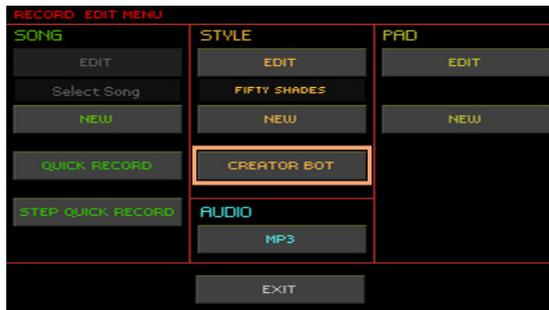 RECORD EDIT MENU
SONG
EDIT
Select Song
NEW
QUICK RECORD
STEP QUICK RECORD
STYLE
EDIT
FIFTY SHADES
NEW
CREATOR BOT
AUDIO
MP3
PAD
EDIT
NEW
EXIT